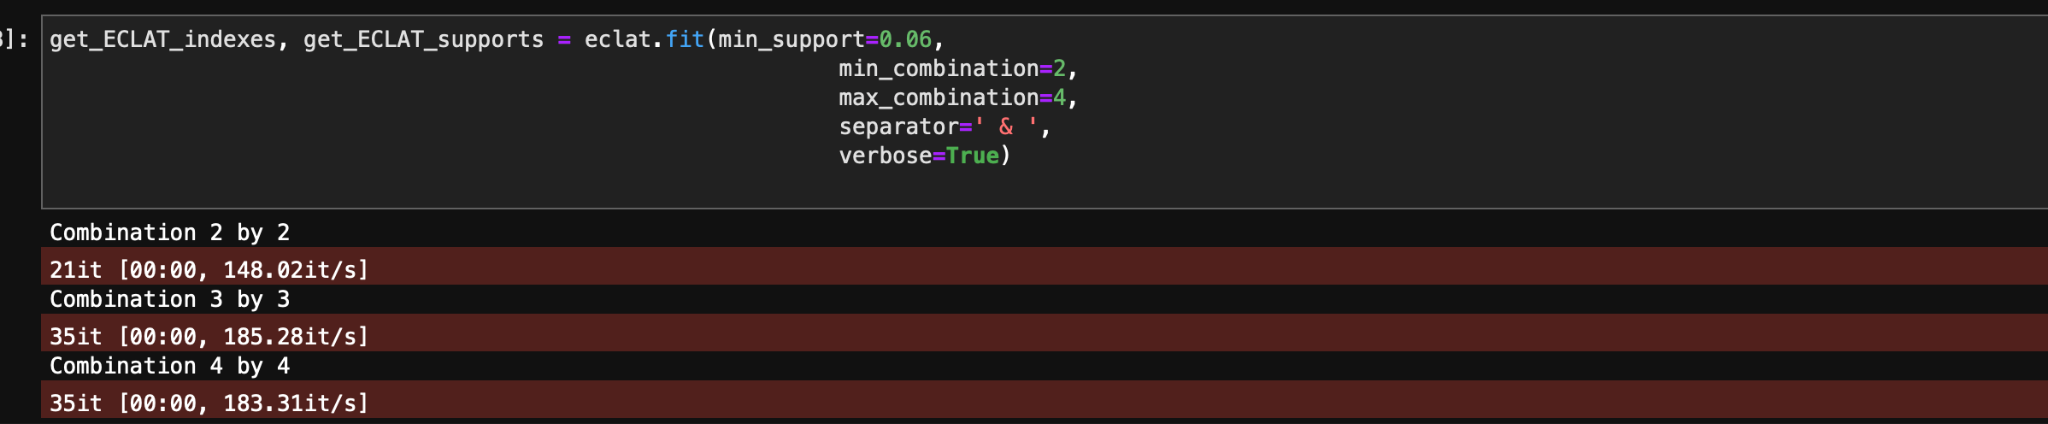 ]:
get_ECLAT_indexes, get_ECLAT_supports = eclat.fit(min_support=0.06,
min_combination=2,
max_combination=4,
separator=' & ',
verbose=True)
Combination 2 by 2
21it [00:00, 148.02it/s]
Combination 3 by 3
35it [00:00, 185.28it/s]
Combination 4 by 4
35it [00:00, 183.31it/s]